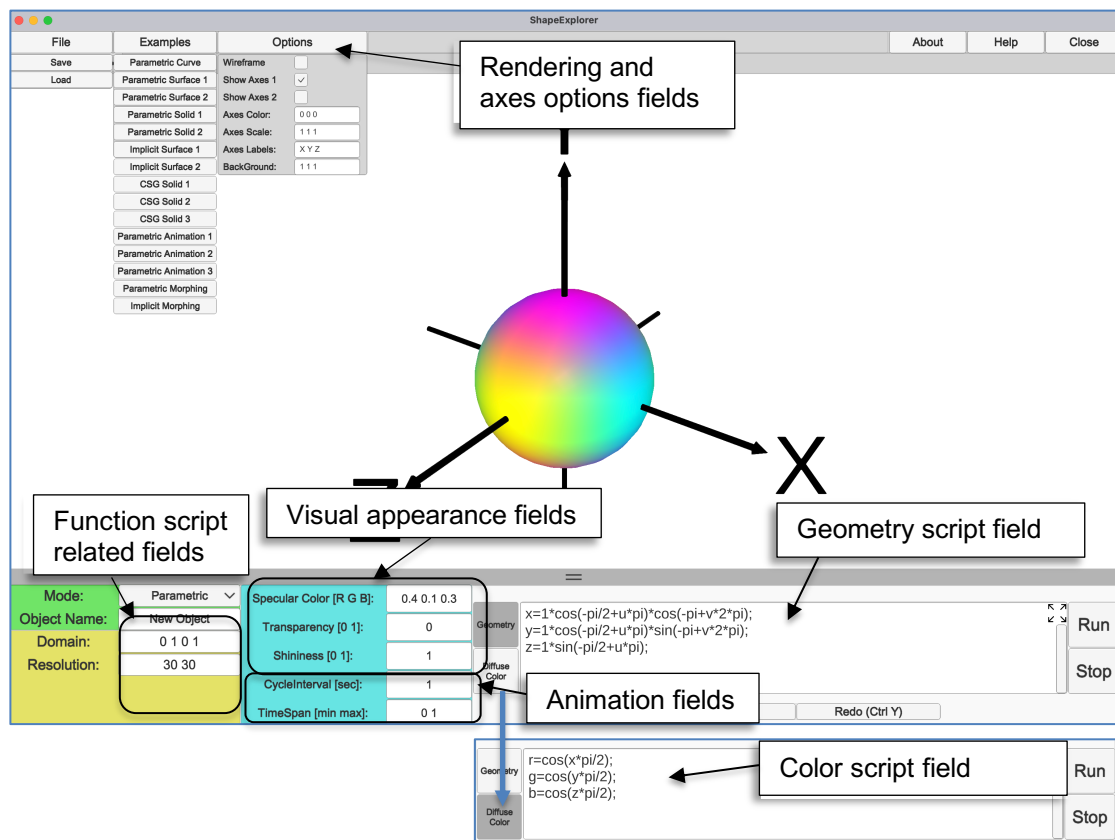 ShapeExplorer
File
Examples
Options
About
Help
Close
Save
Load
Parametric Curve
Parametric Surface 1
Parametric Surface 2
Parametric Solid 1
Parametric Solid 2
Implicit Surface 1
Implicit Surface 2
CSG Solid 1
CSG Solid 2
CSG Solid 3
Parametric Animation 1
Parametric Animation 2
Parametric Animation 3
Parametric Morphing
Implicit Morphing
Wireframe
Show Axes 1
Show Axes 2
Axes Color: 0 0 0
Axes Scale: 1 1 1
Axes Labels: X Y Z
BackGround: 1 1 1
Rendering and
axes options fields
X
Function script
related fields
Visual appearance fields
Geometry script field
Mode: Parametric
Object Name: New Object
Domain: 0 1 0 1
Resolution: 30 30
Specular Color [R G B]: 0.4 0.1 0.3
Transparency [0 1]: 0
Shininess [0 1]: 1
CycleInterval [sec]: 1
TimeSpan [min max]: 0 1
Geometry
Diffuse
Color
x=1*cos(-pi/2+u*pi)*cos(-pi+v*2*pi);
y=1*cos(-pi/2+u*pi)*sin(-pi+v*2*pi);
z=1*sin(-pi/2+u*pi);
Run
Stop
Animation fields
Redo (Ctrl Y)
Geometry
Diffuse
Color
r=cos(x*pi/2);
g=cos(y*pi/2);
b=cos(z*pi/2);
Color script field
Run
Stop